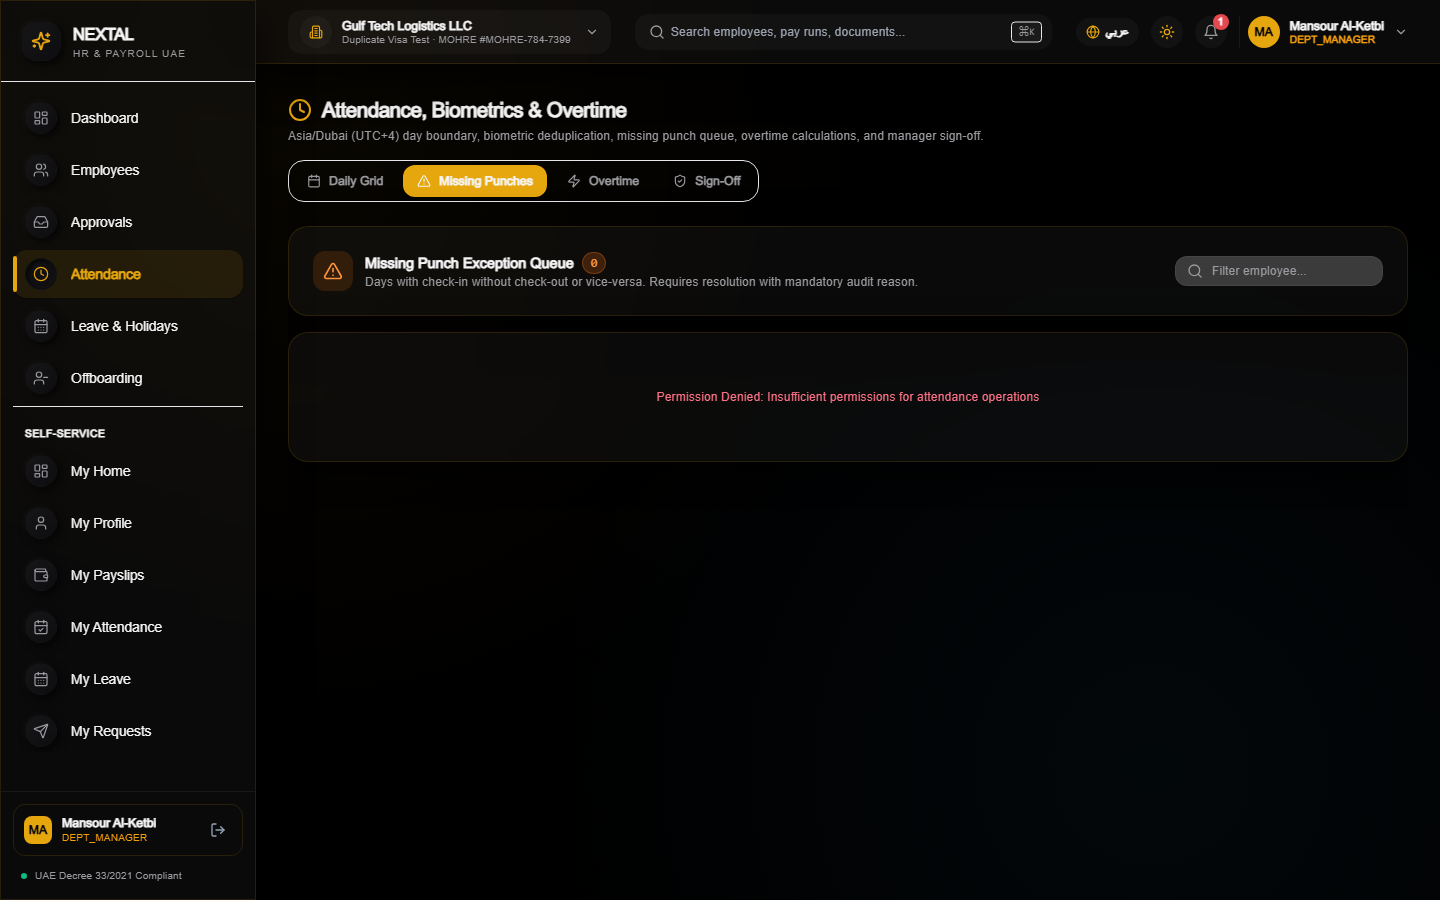 NEXTAL
HR & PAYROLL UAE
Dashboard
Employees
Approvals
Attendance
Leave & Holidays
Offboarding
SELF-SERVICE
My Home
My Profile
My Payslips
My Attendance
My Leave
My Requests
MA
Mansour Al-Ketbi
DEPT_MANAGER
UAE Decree 33/2021 Compliant
Gulf Tech Logistics LLC
Duplicate Visa Test · MOHRE #MOHRE-784-7399
Search employees, pay runs, documents...
⌘K
عربي
1
MA
Mansour Al-Ketbi
DEPT_MANAGER
Attendance, Biometrics & Overtime
Asia/Dubai (UTC+4) day boundary, biometric deduplication, missing punch queue, overtime calculations, and manager sign-off.
Daily Grid
Missing Punches
Overtime
Sign-Off
Missing Punch Exception Queue 0
Days with check-in without check-out or vice-versa. Requires resolution with mandatory audit reason.
Filter employee...
Permission Denied: Insufficient permissions for attendance operations